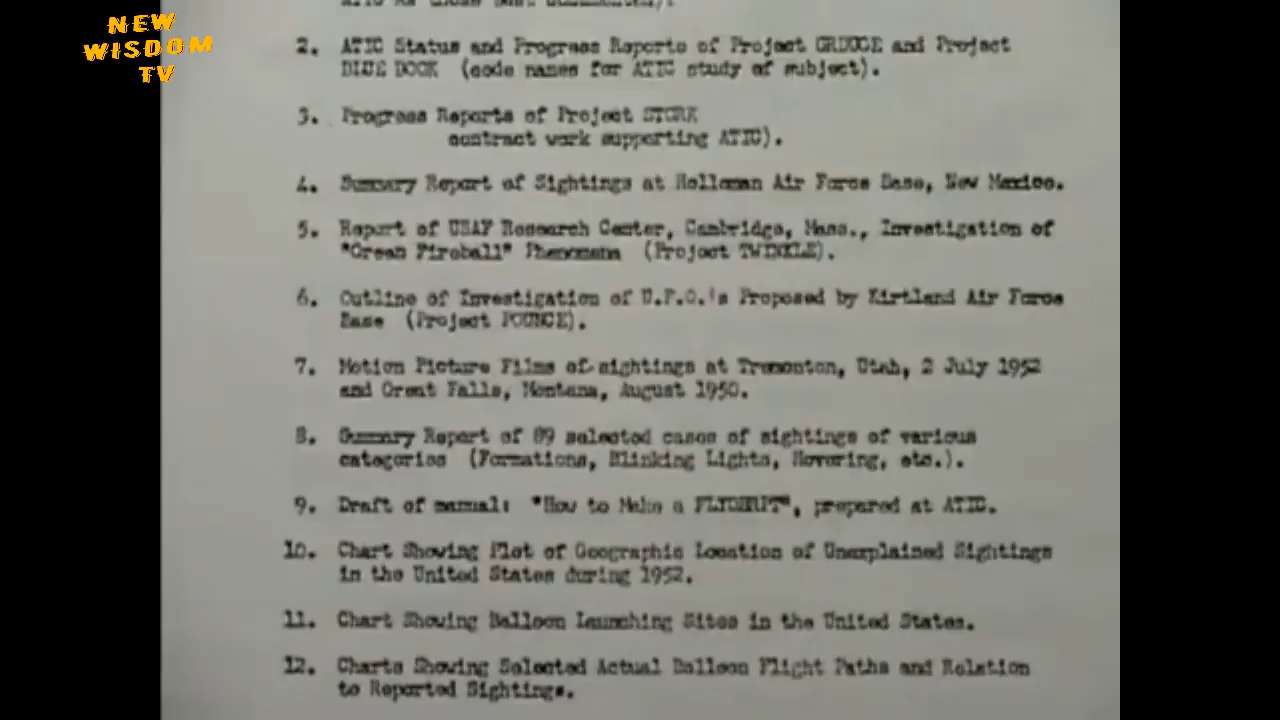 NEW
WISDOM
TV
2. ATIC Status and Progress Reports of Project GRUDGE and Project
BLUE BOOK (code names for ATIC study of subject).
3. Progress Reports of Project STORK
contract work supporting ATIC).
4. Summary Report of Sightings at Holloman Air Force Base, New Mexico.
5. Report of USAF Research Center, Cambridge, Mass., Investigation of
"Green Fireball" Phenomena (Project TWINKLE).
6. Outline of Investigation of U.F.O.'s Proposed by Kirtland Air Force
Base (Project POUNCE).
7. Motion Picture Films of sightings at Tremonton, Utah, 2 July 1952
and Great Falls, Montana, August 1950.
8. Summary Report of 89 selected cases of sightings of various
categories (Formations, Blinking Lights, Hovering, etc.).
9. Draft of manual: "How to Make a FLYOBRPT", prepared at ATIC.
10. Chart Showing Plot of Geographic Location of Unexplained Sightings
in the United States during 1952.
11. Chart Showing Balloon Launching Sites in the United States.
12. Charts Showing Selected Actual Balloon Flight Paths and Relation
to Reported Sightings.